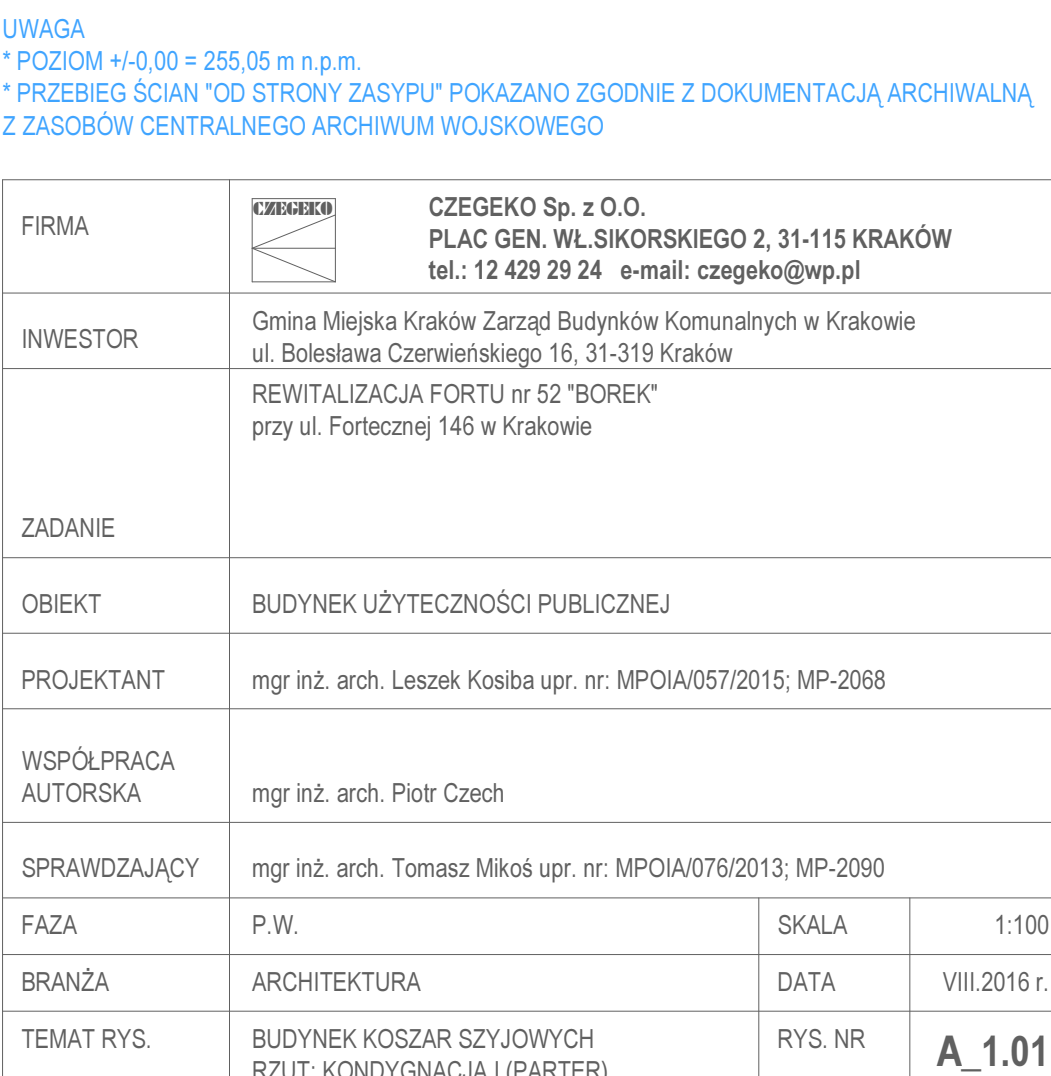 UWAGA
* POZIOM +/-0,00 = 255,05 m n.p.m.
* PRZEBIEG ŚCIAN "OD STRONY ZASYPU" POKAZANO ZGODNIE Z DOKUMENTACJĄ ARCHIWALNĄ
Z ZASOBÓW CENTRALNEGO ARCHIWUM WOJSKOWEGO
FIRMA
CZEGEKO
CZEGEKO Sp. z O.O.
PLAC GEN. WŁ.SIKORSKIEGO 2, 31-115 KRAKÓW
tel.: 12 429 29 24 e-mail: czegeko@wp.pl
INWESTOR
Gmina Miejska Kraków Zarząd Budynków Komunalnych w Krakowie
ul. Bolesława Czerwieńskiego 16, 31-319 Kraków
ZADANIE
REWITALIZACJA FORTU nr 52 "BOREK"
przy ul. Fortecznej 146 w Krakowie
OBIEKT
BUDYNEK UŻYTECZNOŚCI PUBLICZNEJ
PROJEKTANT
mgr inż. arch. Leszek Kosiba upr. nr: MPOIA/057/2015; MP-2068
WSPÓŁPRACA
AUTORSKA
mgr inż. arch. Piotr Czech
SPRAWDZAJĄCY
mgr inż. arch. Tomasz Mikoś upr. nr: MPOIA/076/2013; MP-2090
FAZA
P.W.
SKALA
1:100
BRANŻA
ARCHITEKTURA
DATA
VIII.2016 r.
TEMAT RYS.
BUDYNEK KOSZAR SZYJOWYCH
RZUT: KONDYGNACJA I (PARTER)
RYS. NR
A_1.01